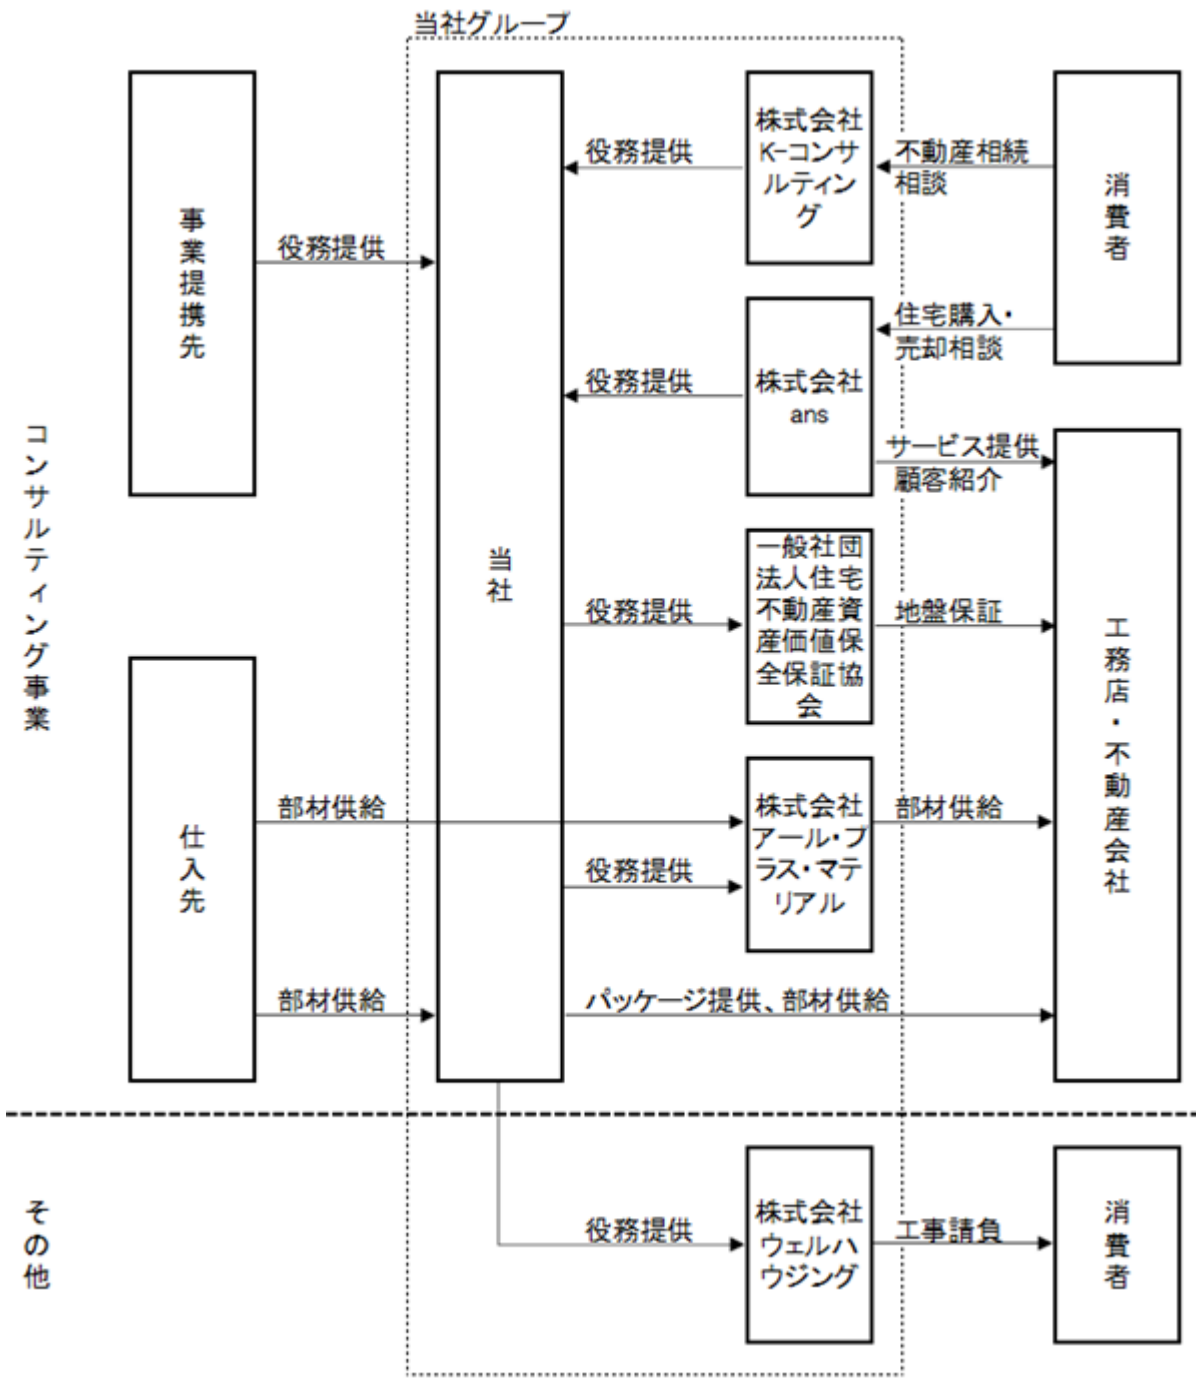 当社グループ
コンサルティング事業
事業提携先
役務提供
仕入先
部材供給
部材供給
当社
役務提供
株式会社
K-コンサ
ルティン
グ
不動産相続
相談
消費者
役務提供
株式会社
ans
住宅購入・
売却相談
サービス提供
顧客紹介
役務提供
一般社団
法人住宅
不動産資
産価値保
全保証協
会
地盤保証
工務店・不動産会社
役務提供
株式会社
アール・プ
ラス・マテ
リアル
部材供給
パッケージ提供、部材供給
その他
役務提供
株式会社
ウェルハ
ウジング
工事請負
消費者